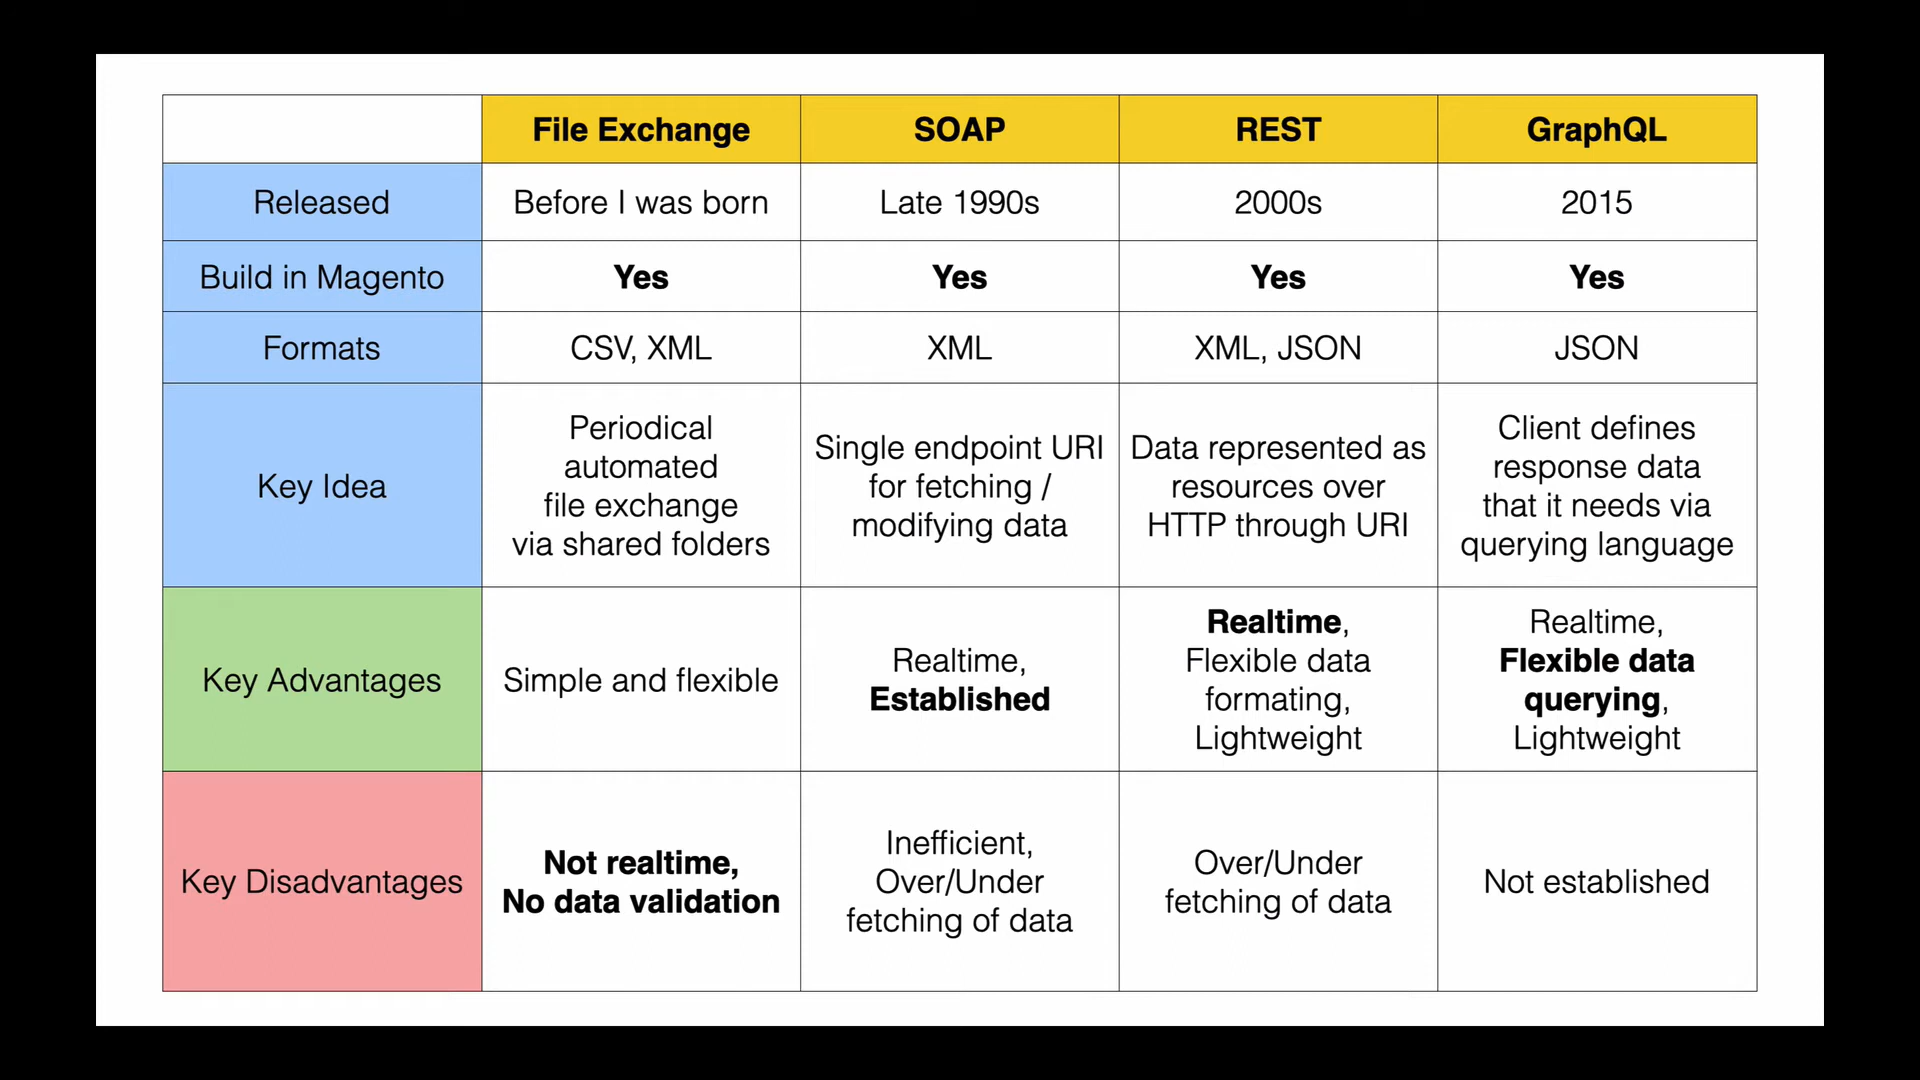 File Exchange SOAP REST GraphQL
Released Before I was born Late 1990s 2000s 2015
Build in Magento Yes Yes Yes Yes
Formats CSV, XML XML XML, JSON JSON
Key Idea
Periodical
automated
file exchange
via shared folders
Single endpoint URI
for fetching /
modifying data
Data represented as
resources over
HTTP through URI
Client defines
response data
that it needs via
querying language
Key Advantages
Simple and flexible
Realtime,
Established
Realtime,
Flexible data
formating,
Lightweight
Realtime,
Flexible data
querying,
Lightweight
Key Disadvantages
Not realtime,
No data validation
Inefficient,
Over/Under
fetching of data
Over/Under
fetching of data
Not established